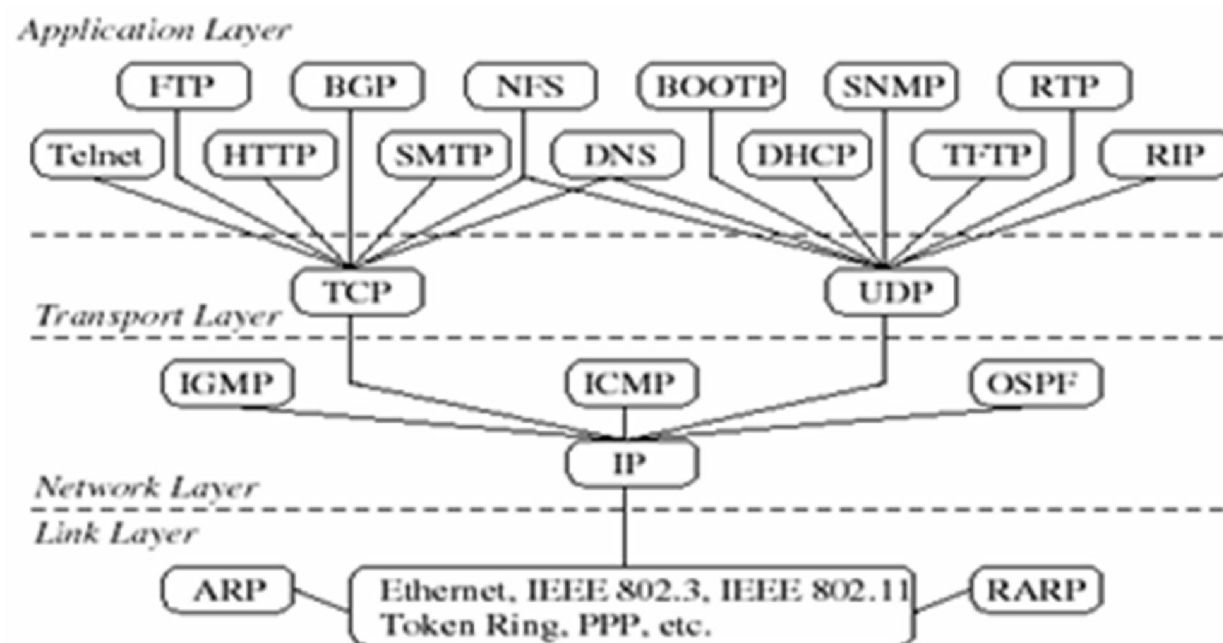 Application Layer
FTP BGP NFS BOOTP SNMP RTP
Telnet HTTP SMTP DNS DHCP TFTP RIP
TCP UDP
Transport Layer
IGMP ICMP OSPF
IP
Network Layer
Link Layer
ARP Ethernet, IEEE 802.3, IEEE 802.11 RARP
Token Ring, PPP, etc.